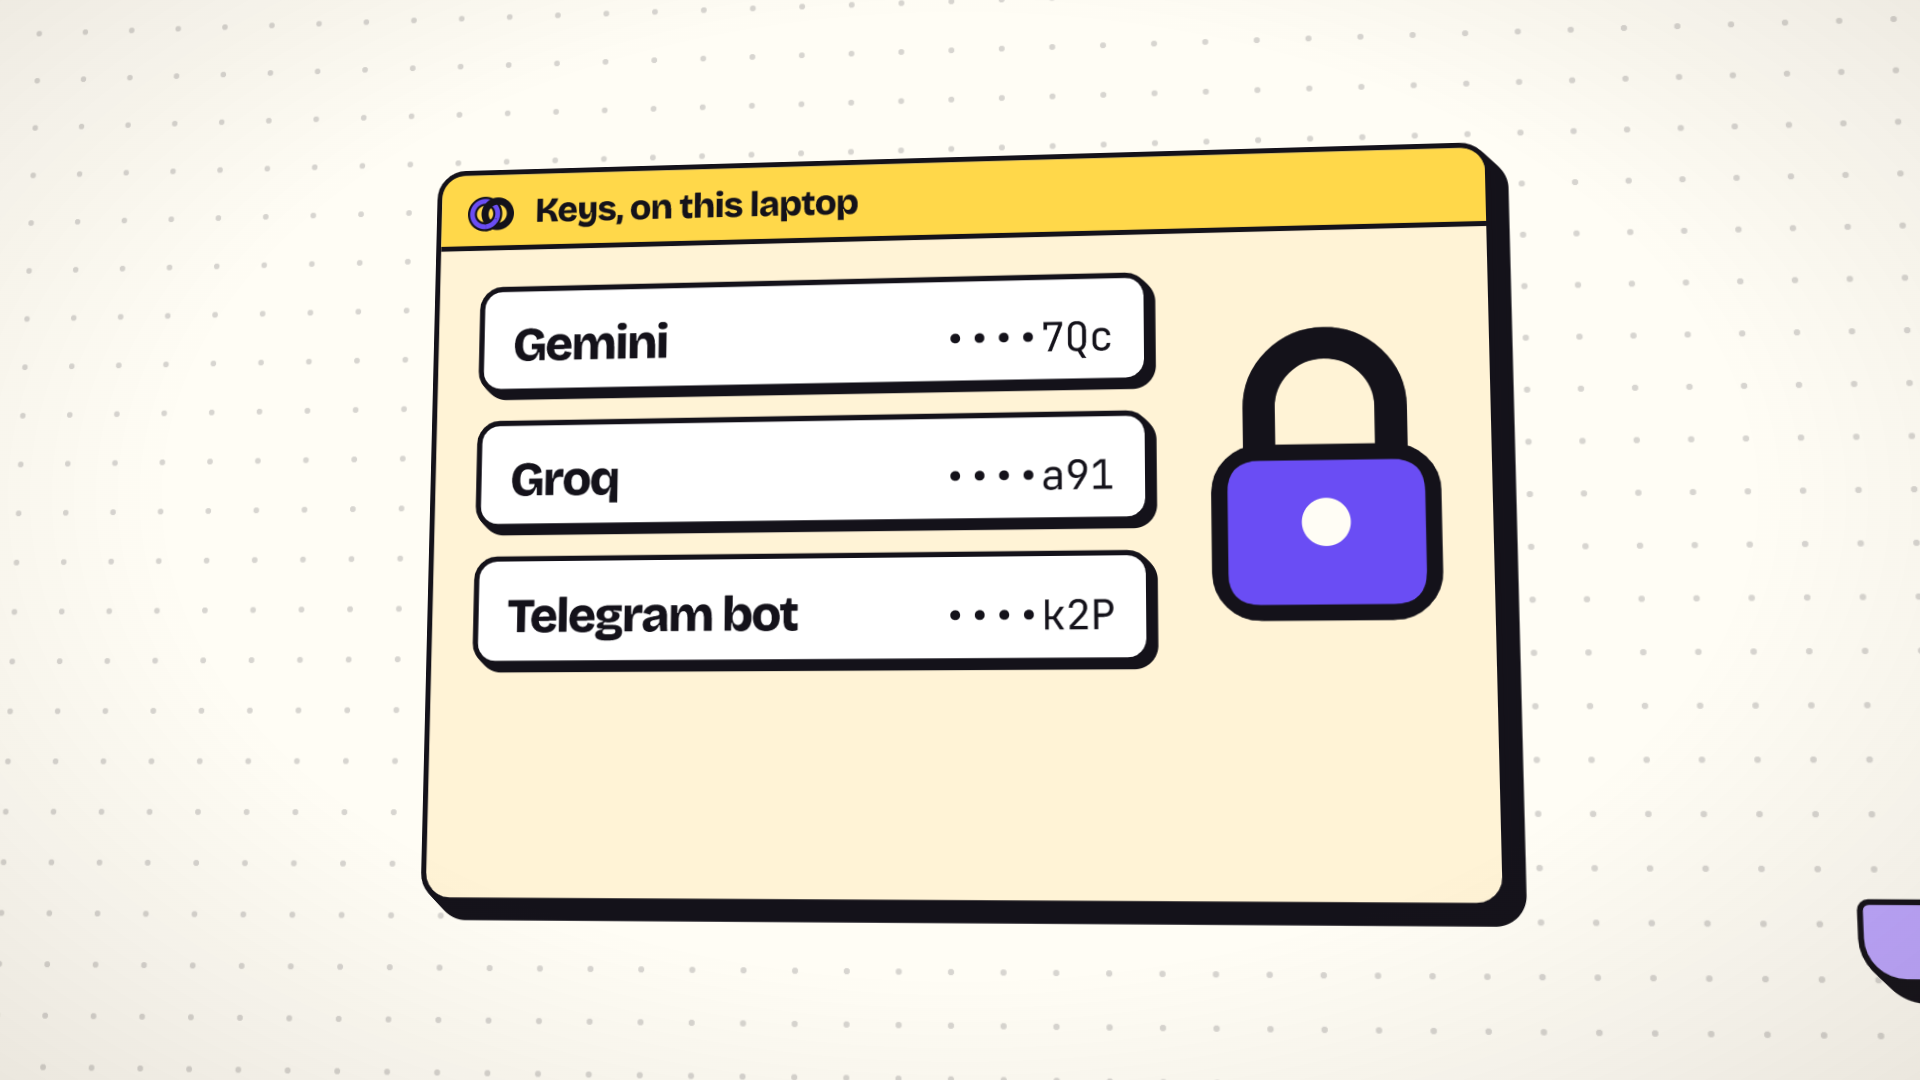 Keys, on this laptop
Gemini ••••7Qc
Groq ••••a91
Telegram bot ••••k2P